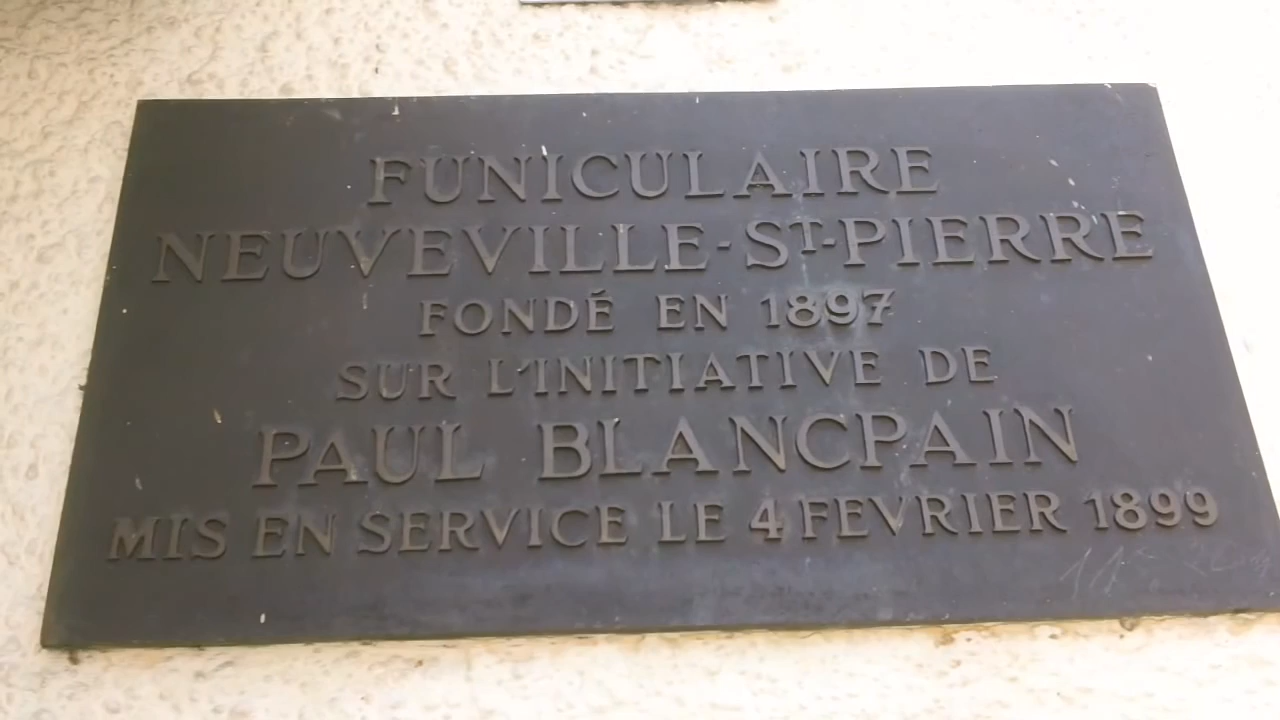 FUNICULAIRE
NEUVEVILLE-ST-PIERRE
FONDÉ EN 1897
SUR L'INITIATIVE DE
PAUL BLANCPAIN
MIS EN SERVICE LE 4 FEVRIER 1899